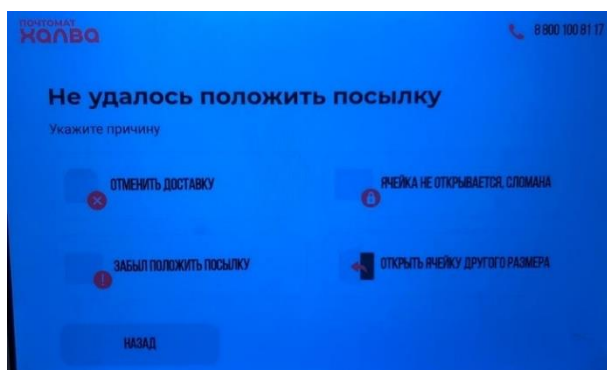 ПОЧТОМАТ
ХАЛВА
8 800 100 81 17
Не удалось положить посылку
Укажите причину
ОТМЕНИТЬ ДОСТАВКУ
ЯЧЕЙКА НЕ ОТКРЫВАЕТСЯ, СЛОМАНА
ЗАБЫЛ ПОЛОЖИТЬ ПОСЫЛКУ
ОТКРЫТЬ ЯЧЕЙКУ ДРУГОГО РАЗМЕРА
НАЗАД